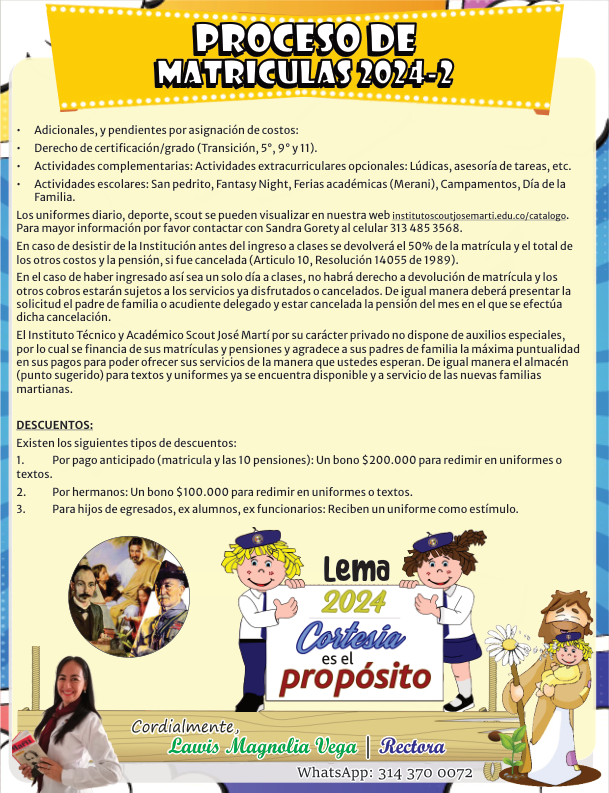 PROCESO DE
MATRICULAS 2024-2
• Adicionales, y pendientes por asignación de costos:
• Derecho de certificación/grado (Transición, 5°, 9° y 11).
• Actividades complementarias: Actividades extracurriculares opcionales: Lúdicas, asesoría de tareas, etc.
• Actividades escolares: San pedrito, Fantasy Night, Ferias académicas (Merani), Campamentos, Día de la
Familia.
Los uniformes diario, deporte, scout se pueden visualizar en nuestra web institutoscoutjosemarti.edu.co/catalogo.
Para mayor información por favor contactar con Sandra Gorety al celular 313 485 3568.
En caso de desistir de la Institución antes del ingreso a clases se devolverá el 50% de la matrícula y el total de
los otros costos y la pensión, si fue cancelada (Articulo 10, Resolución 14055 de 1989).
En el caso de haber ingresado así sea un solo día a clases, no habrá derecho a devolución de matrícula y los
otros cobros estarán sujetos a los servicios ya disfrutados o cancelados. De igual manera deberá presentar la
solicitud el padre de familia o acudiente delegado y estar cancelada la pensión del mes en el que se efectúa
dicha cancelación.
El Instituto Técnico y Académico Scout José Martí por su carácter privado no dispone de auxilios especiales,
por lo cual se financia de sus matrículas y pensiones y agradece a sus padres de familia la máxima puntualidad
en sus pagos para poder ofrecer sus servicios de la manera que ustedes esperan. De igual manera el almacén
(punto sugerido) para textos y uniformes ya se encuentra disponible y a servicio de las nuevas familias
martianas.
DESCUENTOS:
Existen los siguientes tipos de descuentos:
1. Por pago anticipado (matricula y las 10 pensiones): Un bono $200.000 para redimir en uniformes o
textos.
2. Por hermanos: Un bono $100.000 para redimir en uniformes o textos.
3. Para hijos de egresados, ex alumnos, ex funcionarios: Reciben un uniforme como estímulo.
Lema
2024
Cortesía
es el
propósito
Cordialmente,
Lawis Magnolia Vega | Rectora
WhatsApp: 314 370 0072